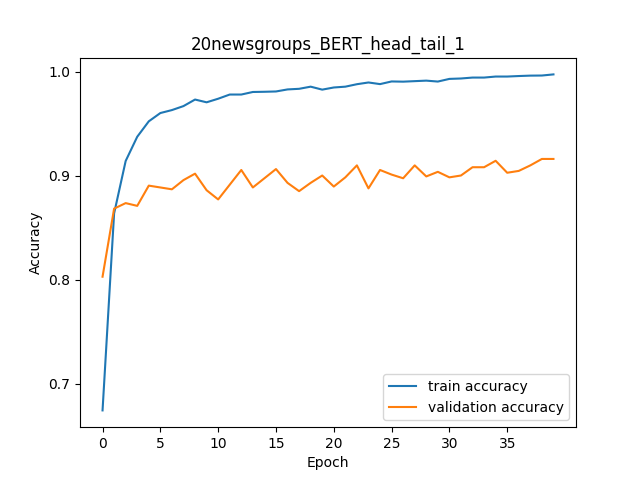 20newsgroups_BERT_head_tail_1
1.0
0.9
0.8
0.7
Accuracy
train accuracy
validation accuracy
0 5 10 15 20 25 30 35
Epoch